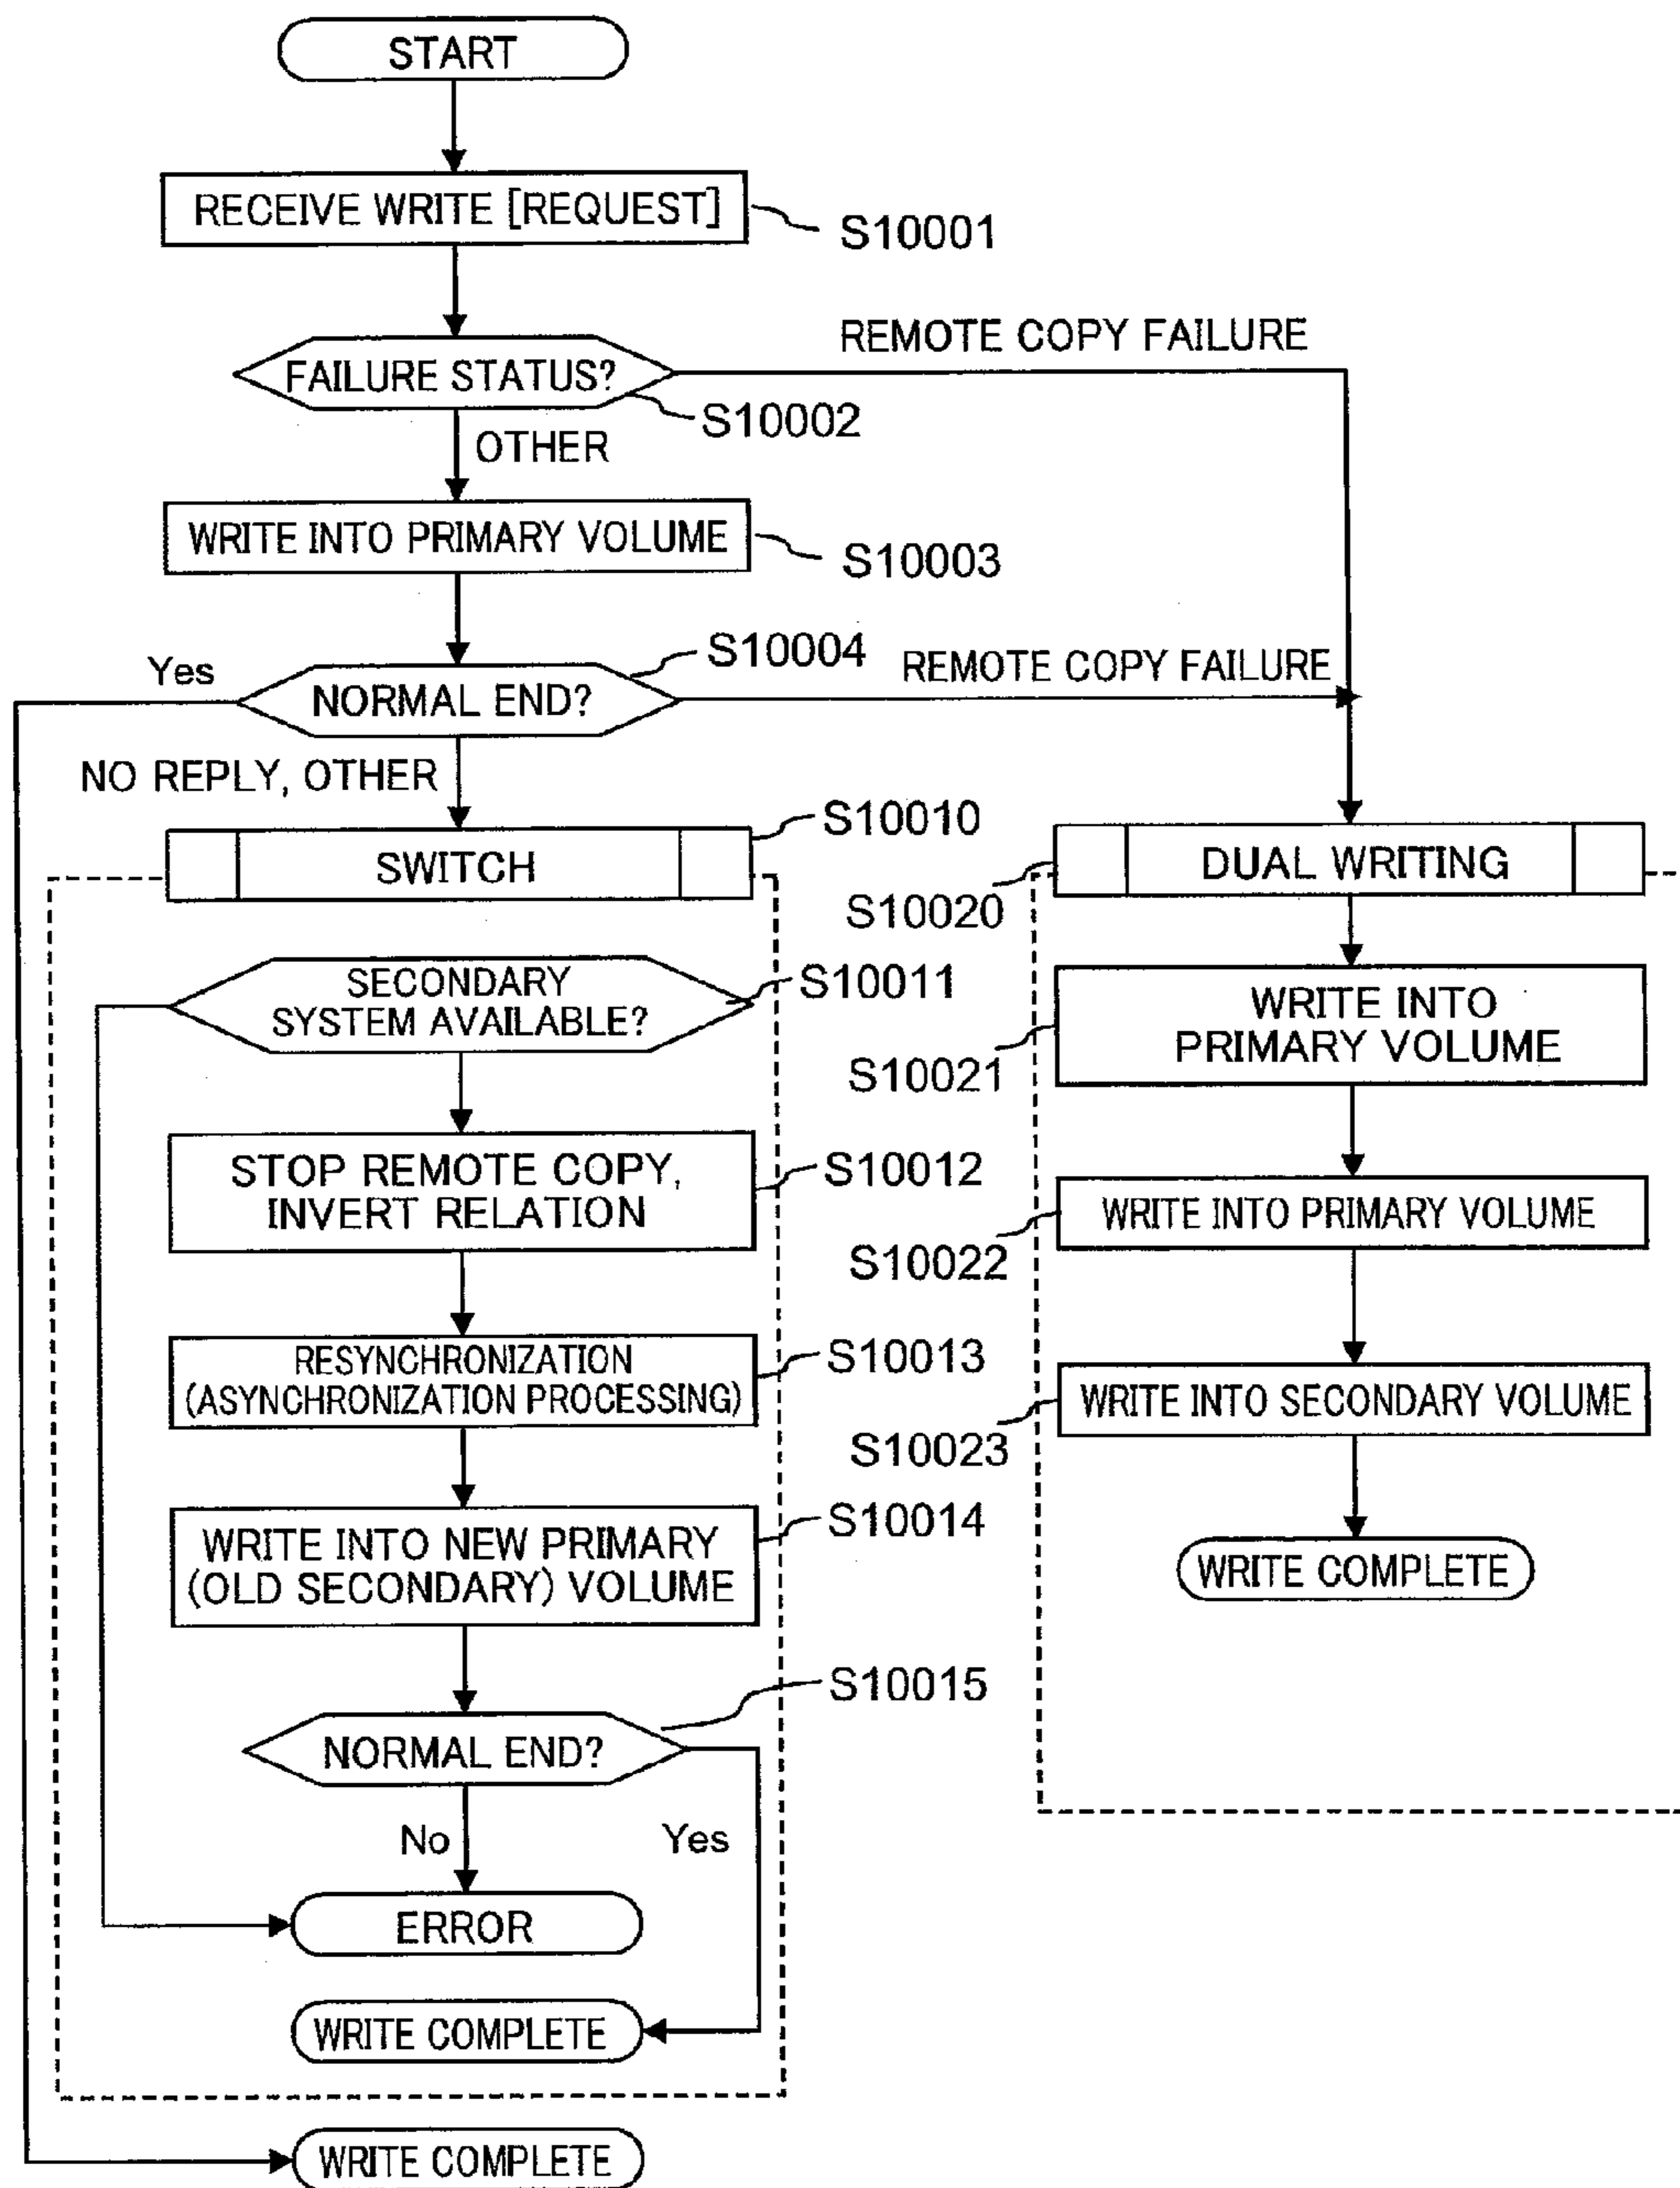 START
RECEIVE WRITE [REQUEST]
S10001
REMOTE COPY FAILURE
FAILURE STATUS?
S10002
OTHER
WRITE INTO PRIMARY VOLUME
S10003
S10004
Yes
NORMAL END?
REMOTE COPY FAILURE
NO REPLY, OTHER
S10010
SWITCH
S10011
SECONDARY
SYSTEM AVAILABLE?
STOP REMOTE COPY,
INVERT RELATION
S10012
RESYNCHRONIZATION
(ASYNCHRONIZATION PROCESSING)
S10013
WRITE INTO NEW PRIMARY
(OLD SECONDARY) VOLUME
S10014
S10015
NORMAL END?
No
Yes
ERROR
WRITE COMPLETE
WRITE COMPLETE
DUAL WRITING
S10020
WRITE INTO
PRIMARY VOLUME
S10021
WRITE INTO PRIMARY VOLUME
S10022
WRITE INTO SECONDARY VOLUME
S10023
WRITE COMPLETE